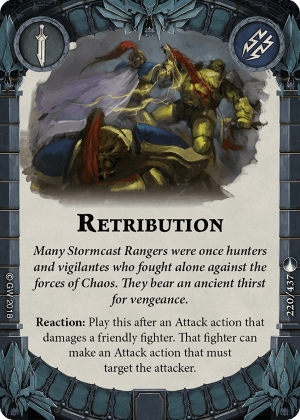 RETRIBUTION
Many Stormcast Rangers were once hunters
and vigilantes who fought alone against the
forces of Chaos. They bear an ancient thirst
for vengeance.
Reaction: Play this after an Attack action that
damages a friendly fighter. That fighter can
make an Attack action that must
target the attacker.
© GW 2018
220/437